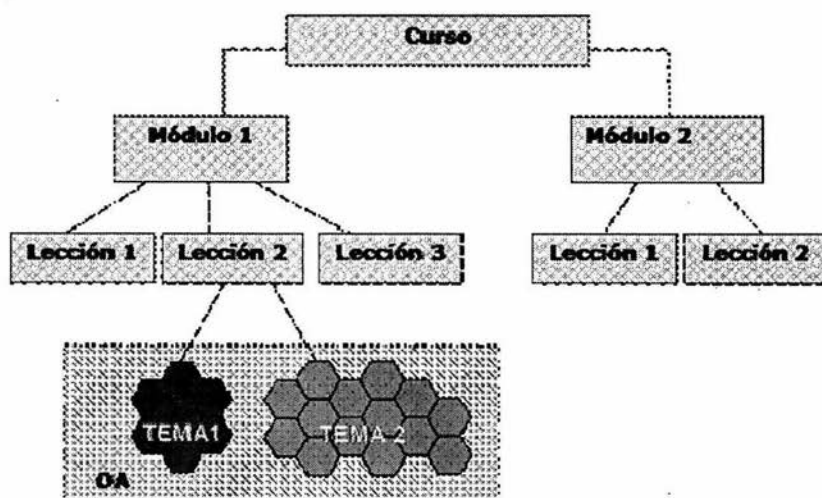 Curso
Módulo 1
Módulo 2
Lección 1
Lección 2
Lección 3
Lección 1
Lección 2
TEMA1
TEMA 2
OA